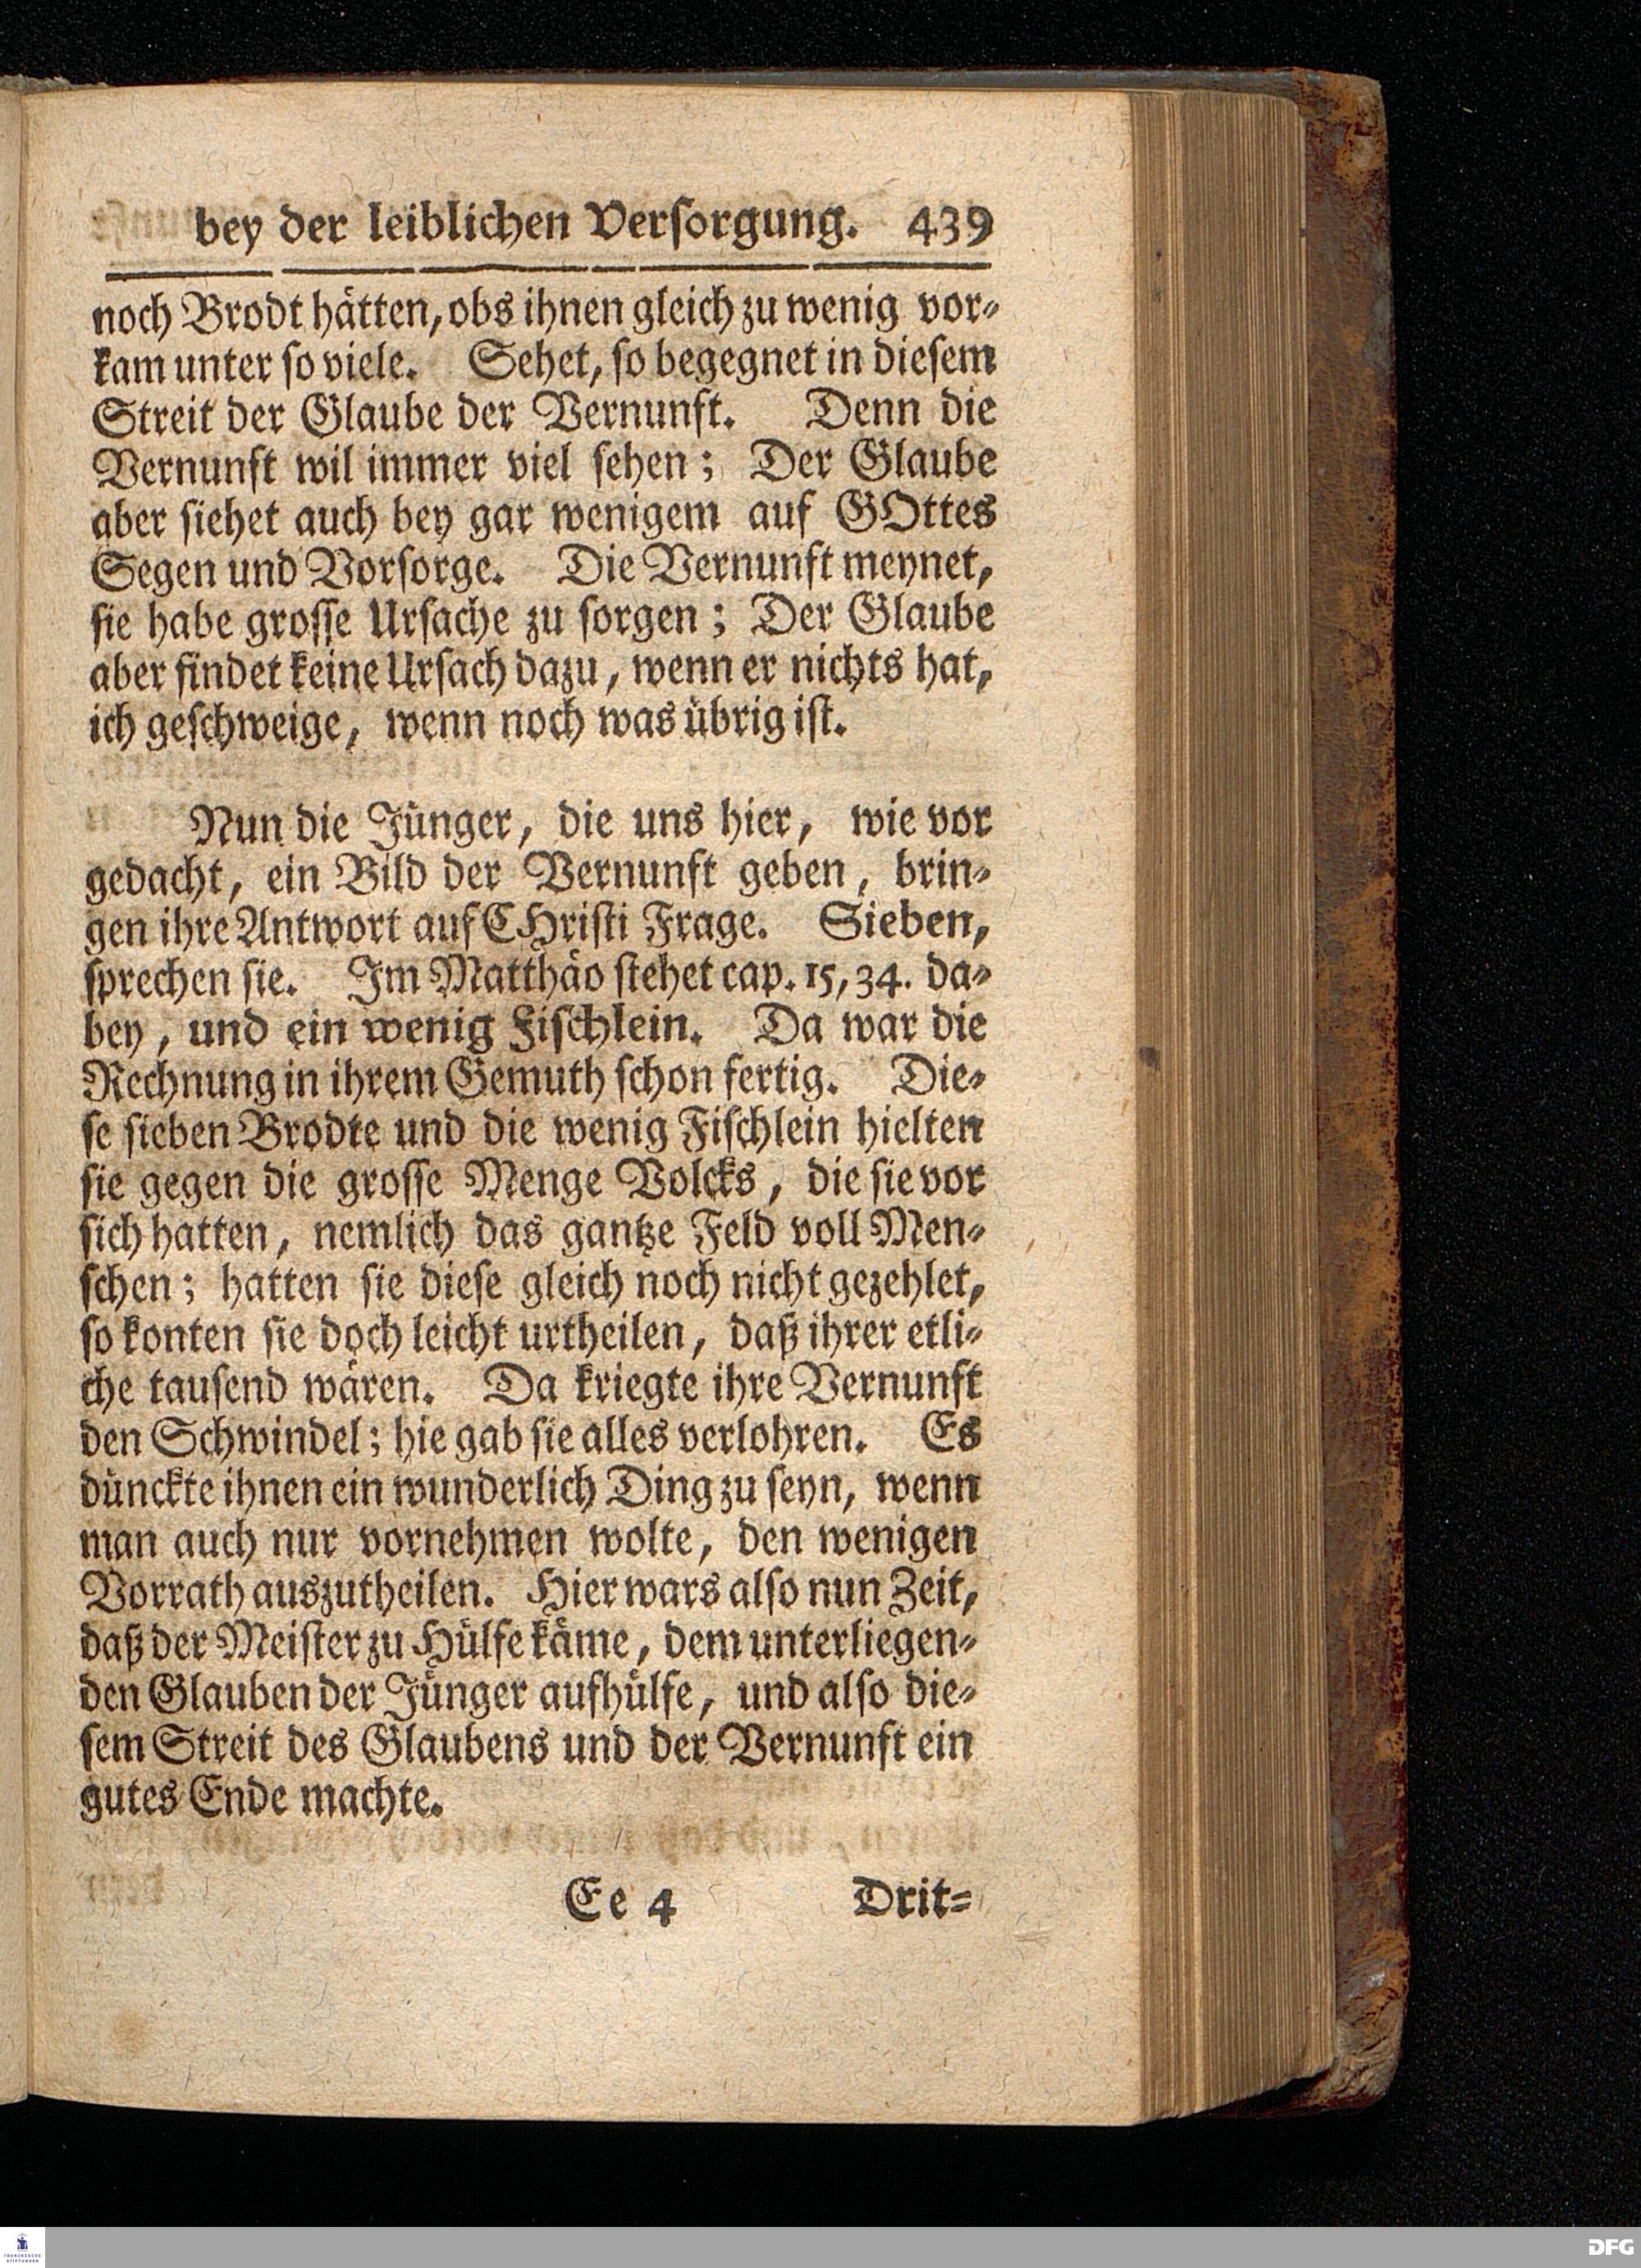 bey der leiblichen Versorgung. 439
noch Brodt hätten, obs ihnen gleich zu wenig vor-
kam unter so viele. Sehet, so begegnet in diesem
Streit der Glaube der Vernunft. Denn die
Vernunft wil immer viel sehen; Der Glaube
aber siehet auch bey gar wenigem auf GOttes
Segen und Vorsorge. Die Vernunft meynet,
sie habe grosse Ursache zu sorgen; Der Glaube
aber findet keine Ursach dazu, wenn er nichts hat,
ich geschweige, wenn noch was übrig ist.
Nun die Jünger, die uns hier, wie vor
gedacht, ein Bild der Vernunft geben, brin-
gen ihre Antwort auf CHristi Frage. Sieben,
sprechen sie. Im Matthäo stehet cap. 15, 34. da-
bey, und ein wenig Fischlein. Da war die
Rechnung in ihrem Gemuth schon fertig. Die-
se sieben Brodte und die wenig Fischlein hielten
sie gegen die grosse Menge Volcks, die sie vor
sich hatten, nemlich das gantze Feld voll Men-
schen; hatten sie diese gleich noch nicht gezehlet,
so konten sie doch leicht urtheilen, daß ihrer etli-
che tausend wären. Da kriegte ihre Vernunft
den Schwindel; hie gab sie alles verlohren. Es
dünckte ihnen ein wunderlich Ding zu seyn, wenn
man auch nur vornehmen wolte, den wenigen
Vorrath auszutheilen. Hier wars also nun Zeit,
daß der Meister zu Hülfe käme, dem unterliegen-
den Glauben der Jünger aufhülfe, und also die-
sem Streit des Glaubens und der Vernunft ein
gutes Ende machte.
Ee 4 Drit-
FRANCKESCHE
STIFTUNGEN
DFG